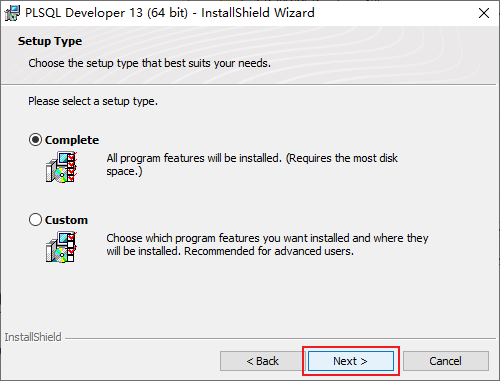 PLSQL Developer 13 (64 bit) - InstallShield Wizard
Setup Type
Choose the setup type that best suits your needs.
Please select a setup type.
Complete
All program features will be installed. (Requires the most disk
space.)
Custom
Choose which program features you want installed and where they
will be installed. Recommended for advanced users.
InstallShield
< Back
Next >
Cancel